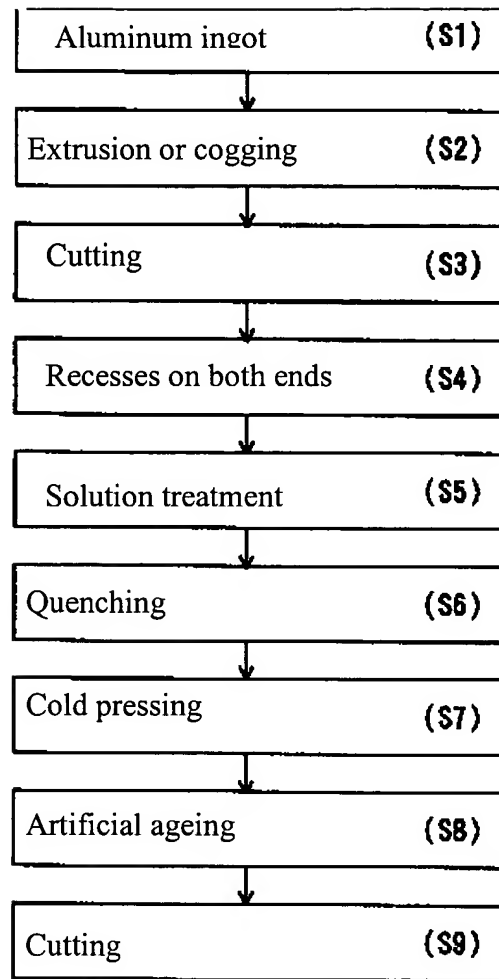 Aluminum ingot (S1)
Extrusion or cogging (S2)
Cutting (S3)
Recesses on both ends (S4)
Solution treatment (S5)
Quenching (S6)
Cold pressing (S7)
Artificial ageing (S8)
Cutting (S9)